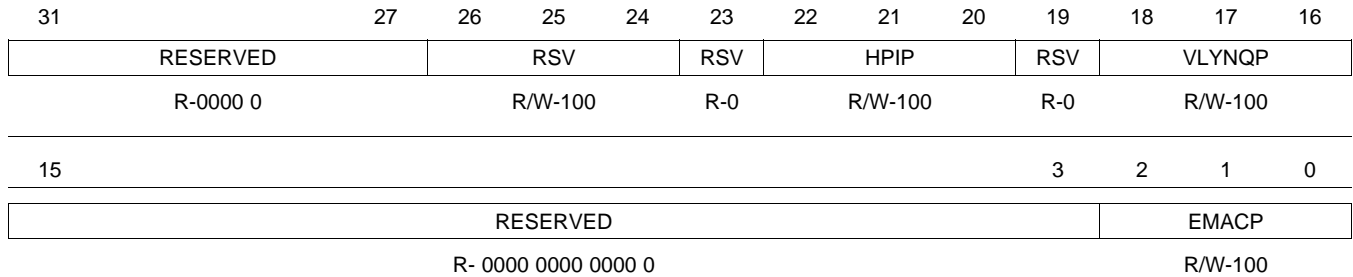 31 27 26 25 24 23 22 21 20 19 18 17 16
RESERVED RSV RSV HPIP RSV VLYNQP
R-0000 0 R/W-100 R-0 R/W-100 R-0 R/W-100
15 3 2 1 0
RESERVED EMACP
R- 0000 0000 0000 0 R/W-100